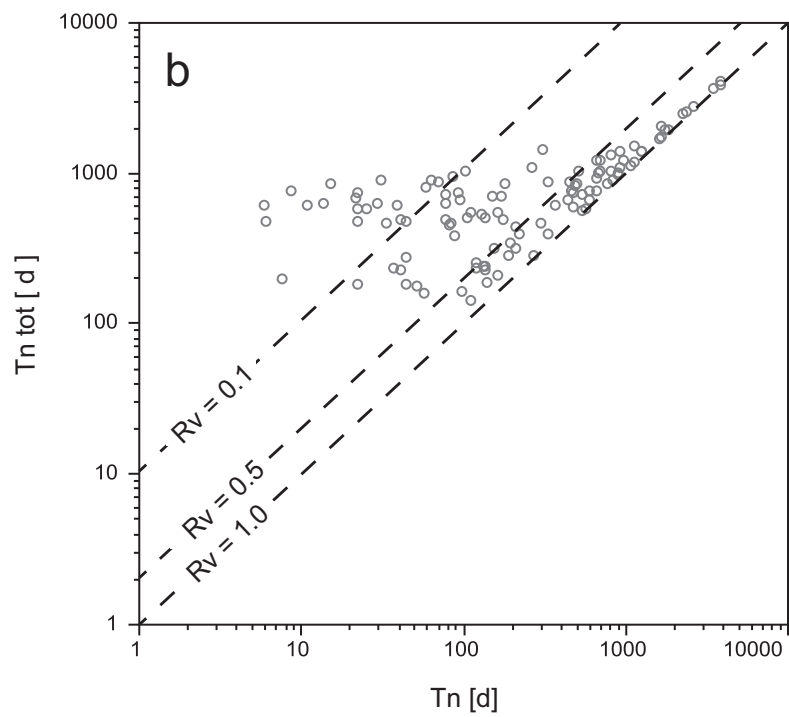 b
10000
1000
100
10
1
Tn tot [ d ]
Rv = 0.1
Rv = 0.5
Rv = 1.0
1 10 100 1000 10000
Tn [d]